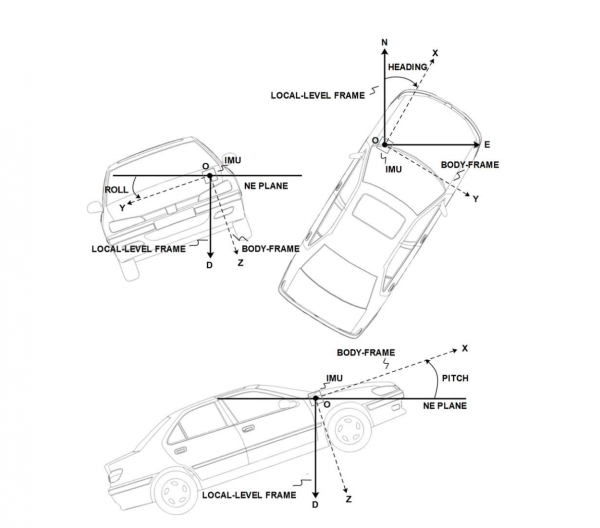 N
X
HEADING
LOCAL-LEVEL FRAME
O
E
IMU
BODY-FRAME
Y
O
IMU
ROLL
NE PLANE
Y
LOCAL-LEVEL FRAME
BODY-FRAME
D
Z
BODY-FRAME
X
IMU
PITCH
O
NE PLANE
LOCAL-LEVEL FRAME
D
Z